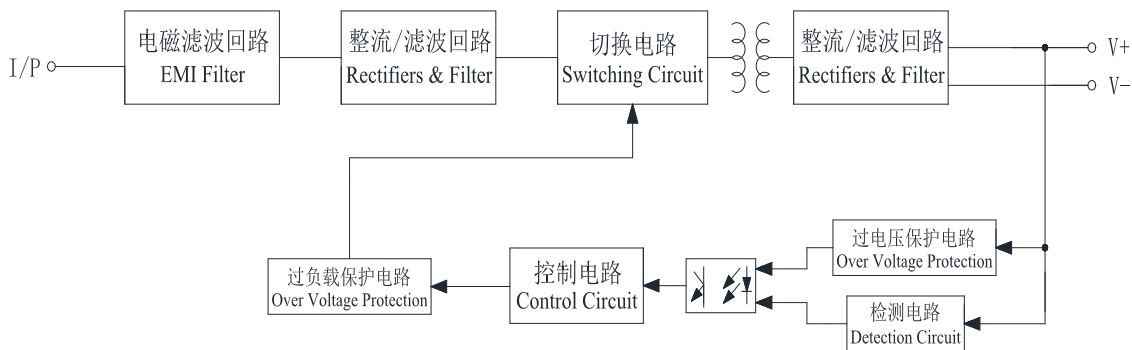 I/P
电磁滤波回路
EMI Filter
整流/滤波回路
Rectifiers & Filter
切换电路
Switching Circuit
整流/滤波回路
Rectifiers & Filter
V+
V-
过电压保护电路
Over Voltage Protection
过负载保护电路
Over Voltage Protection
控制电路
Control Circuit
检测电路
Detection Circuit